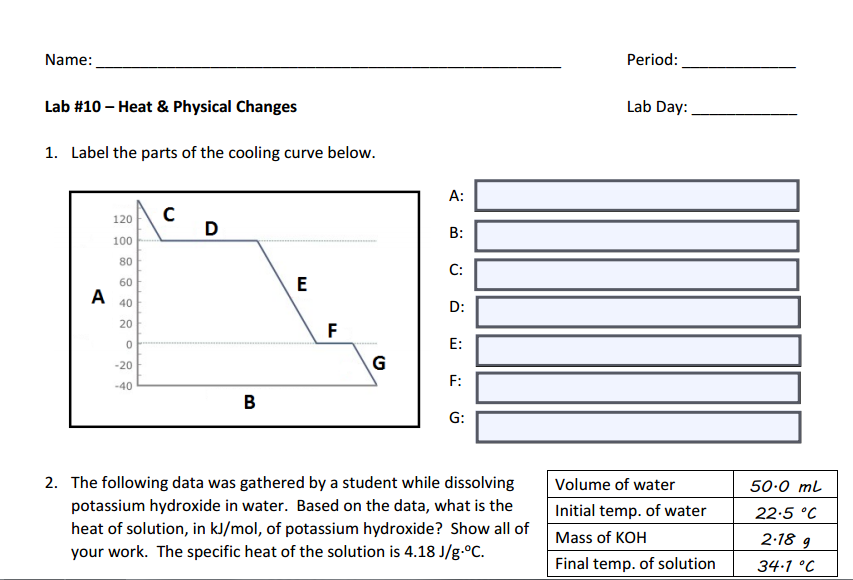 Name: ____________________ Period: ____________________
Lab #10 – Heat & Physical Changes Lab Day: ____________________
1. Label the parts of the cooling curve below.
A
120
100
80
60
40
20
0
-20
-40
C
D
E
F
G
B
A:
B:
C:
D:
E:
F:
G:
2. The following data was gathered by a student while dissolving
potassium hydroxide in water. Based on the data, what is the
heat of solution, in kJ/mol, of potassium hydroxide? Show all of
your work. The specific heat of the solution is 4.18 J/g·°C.
Volume of water 50.0 mL
Initial temp. of water 22.5 °C
Mass of KOH 2.18 g
Final temp. of solution 34.1 °C